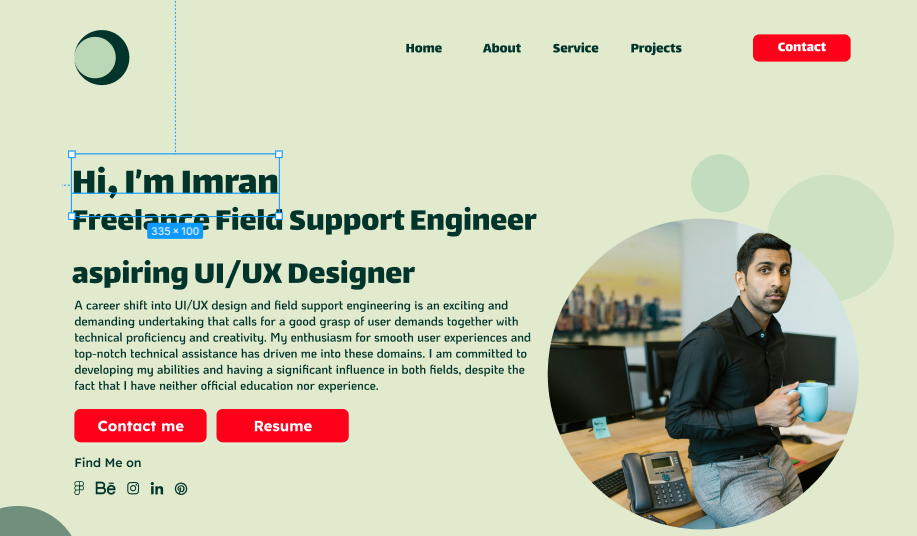 Home About Service Projects Contact
Hi, I'm Imran
Freelance Field Support Engineer
335 × 100
aspiring UI/UX Designer
A career shift into UI/UX design and field support engineering is an exciting and
demanding undertaking that calls for a good grasp of user demands together with
technical proficiency and creativity. My enthusiasm for smooth user experiences and
top-notch technical assistance has driven me into these domains. I am committed to
developing my abilities and having a significant influence in both fields, despite the
fact that I have neither official education nor experience.
Contact me Resume
Find Me on
Bē in